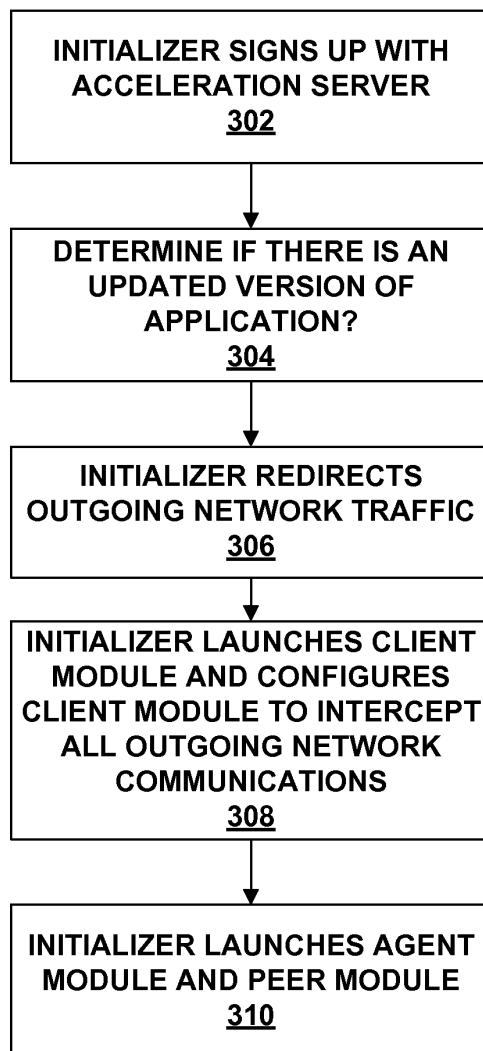 INITIALIZER SIGNS UP WITH
ACCELERATION SERVER
302
DETERMINE IF THERE IS AN
UPDATED VERSION OF
APPLICATION?
304
INITIALIZER REDIRECTS
OUTGOING NETWORK TRAFFIC
306
INITIALIZER LAUNCHES CLIENT
MODULE AND CONFIGURES
CLIENT MODULE TO INTERCEPT
ALL OUTGOING NETWORK
COMMUNICATIONS
308
INITIALIZER LAUNCHES AGENT
MODULE AND PEER MODULE
310